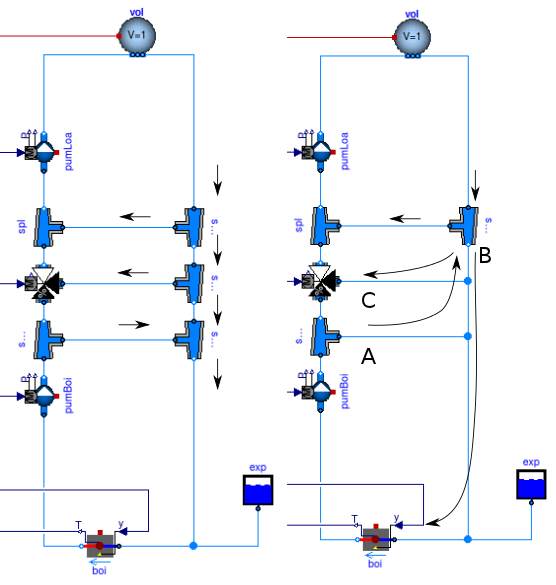 vol
V=1
pumLoa
spl
s...
s...
s...
s...
pumBoi
exp
T
y
boi
vol
V=1
pumLoa
spl
s...
B
C
s...
A
pumBoi
exp
T
y
boi